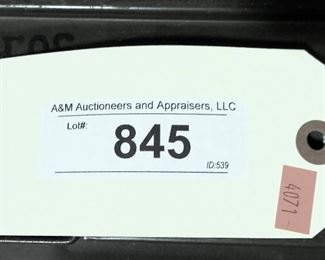 A&M Auctioneers and Appraisers, LLC
Lot#:
845
ID:539
4071